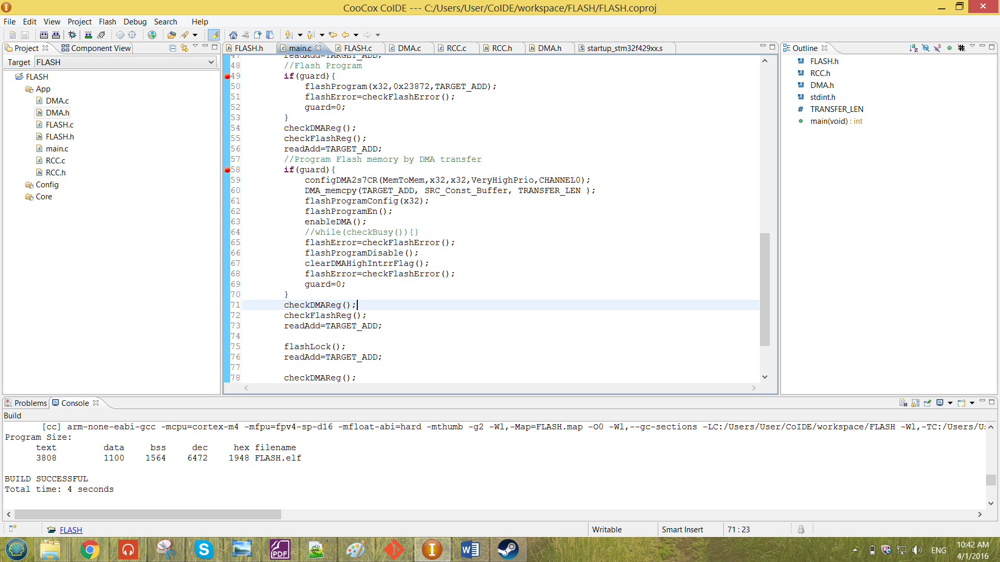 CooCox CoIDE --- C:/Users/User/CoIDE/workspace/FLASH/FLASH.coproj
File Edit View Project Flash Debug Search Help
Project Component View
Target FLASH
FLASH
App
DMA.c
DMA.h
FLASH.c
FLASH.h
main.c
RCC.c
RCC.h
Config
Core
FLASH.h main.c FLASH.c DMA.c RCC.c RCC.h DMA.h startup_stm32f429xx.s
47 readAdd=TARGET_ADD;
48 //Flash Program
49 if(guard){
50 flashProgram(x32,0x23872,TARGET_ADD);
51 flashError=checkFlashError();
52 guard=0;
53 }
54 checkDMAReg();
55 checkFlashReg();
56 readAdd=TARGET_ADD;
57 //Program Flash memory by DMA transfer
58 if(guard){
59 configDMA2s7CR(MemToMem,x32,x32,VeryHighPrio,CHANNEL0);
60 DMA_memcpy(TARGET_ADD, SRC_Const_Buffer, TRANSFER_LEN );
61 flashProgramConfig(x32);
62 flashProgramEn();
63 enableDMA();
64 //while(checkBusy()){}
65 flashError=checkFlashError();
66 flashProgramDisable();
67 clearDMAHighIntrrFlag();
68 flashError=checkFlashError();
69 guard=0;
70 }
71 checkDMAReg();
72 checkFlashReg();
73 readAdd=TARGET_ADD;
74
75 flashLock();
76 readAdd=TARGET_ADD;
77
78 checkDMAReg();
Outline
FLASH.h
RCC.h
DMA.h
stdint.h
# TRANSFER_LEN
main(void) : int
Problems Console
Build
[cc] arm-none-eabi-gcc -mcpu=cortex-m4 -mfpu=fpv4-sp-d16 -mfloat-abi=hard -mthumb -g2 -Wl,-Map=FLASH.map -O0 -Wl,--gc-sections -LC:/Users/User/CoIDE/workspace/FLASH -Wl,-TC:/Users/U
Program Size:
text data bss dec hex filename
3808 1100 1564 6472 1948 FLASH.elf
BUILD SUCCESSFUL
Total time: 4 seconds
FLASH
Writable Smart Insert 71 : 23
PDF
ENG
10:42 AM
4/1/2016